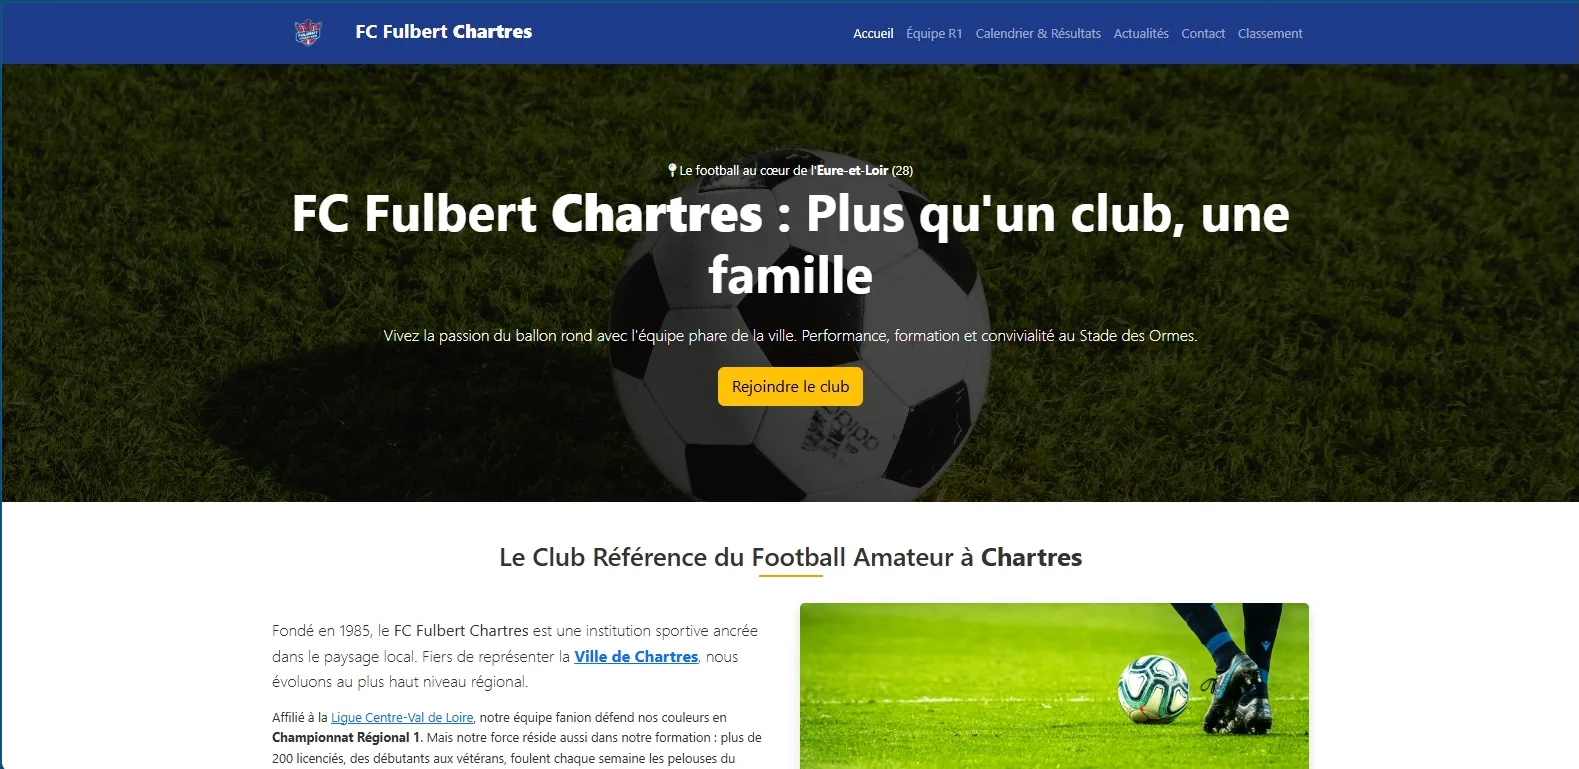 FC Fulbert Chartres
Accueil Équipe R1 Calendrier & Résultats Actualités Contact Classement
Le football au cœur de l'Eure-et-Loir (28)
FC Fulbert Chartres : Plus qu'un club, une
famille
Vivez la passion du ballon rond avec l'équipe phare de la ville. Performance, formation et convivialité au Stade des Ormes.
Rejoindre le club
Le Club Référence du Football Amateur à Chartres
Fondé en 1985, le FC Fulbert Chartres est une institution sportive ancrée
dans le paysage local. Fiers de représenter la Ville de Chartres, nous
évoluons au plus haut niveau régional.
Affilié à la Ligue Centre-Val de Loire, notre équipe fanion défend nos couleurs en
Championnat Régional 1. Mais notre force réside aussi dans notre formation : plus de
200 licenciés, des débutants aux vétérans, foulent chaque semaine les pelouses du